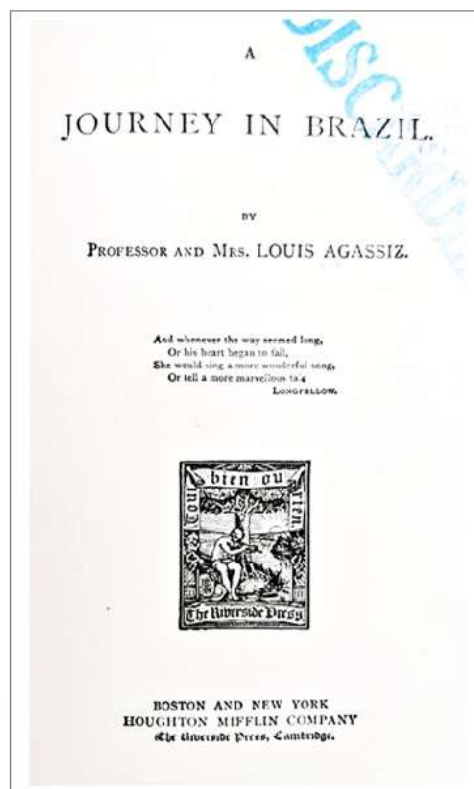 DISCARDED
A
JOURNEY IN BRAZIL.
BY
PROFESSOR AND MRS. LOUIS AGASSIZ.
And whenever the way seemed long,
Or his heart began to fail,
She would sing a more wonderful song,
Or tell a more marvellous
LONGFELLOW.
Tout bien ou rien
The Riverside Press
BOSTON AND NEW YORK
HOUGHTON MIFFLIN COMPANY
The Riverside Press, Cambridge.